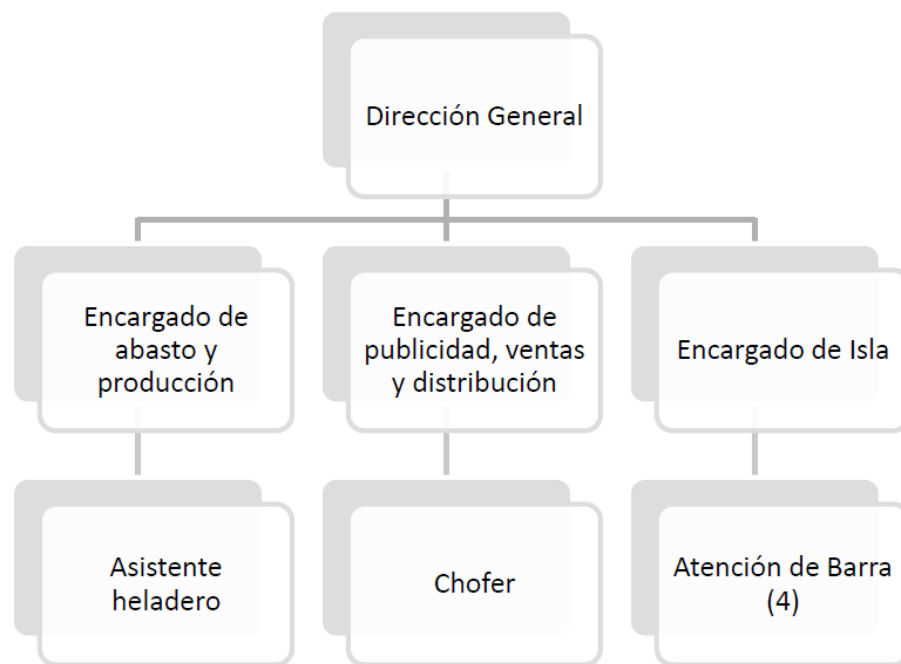 Dirección General
Encargado de
abasto y
producción
Encargado de
publicidad, ventas
y distribución
Encargado de Isla
Asistente
heladero
Chofer
Atención de Barra
(4)